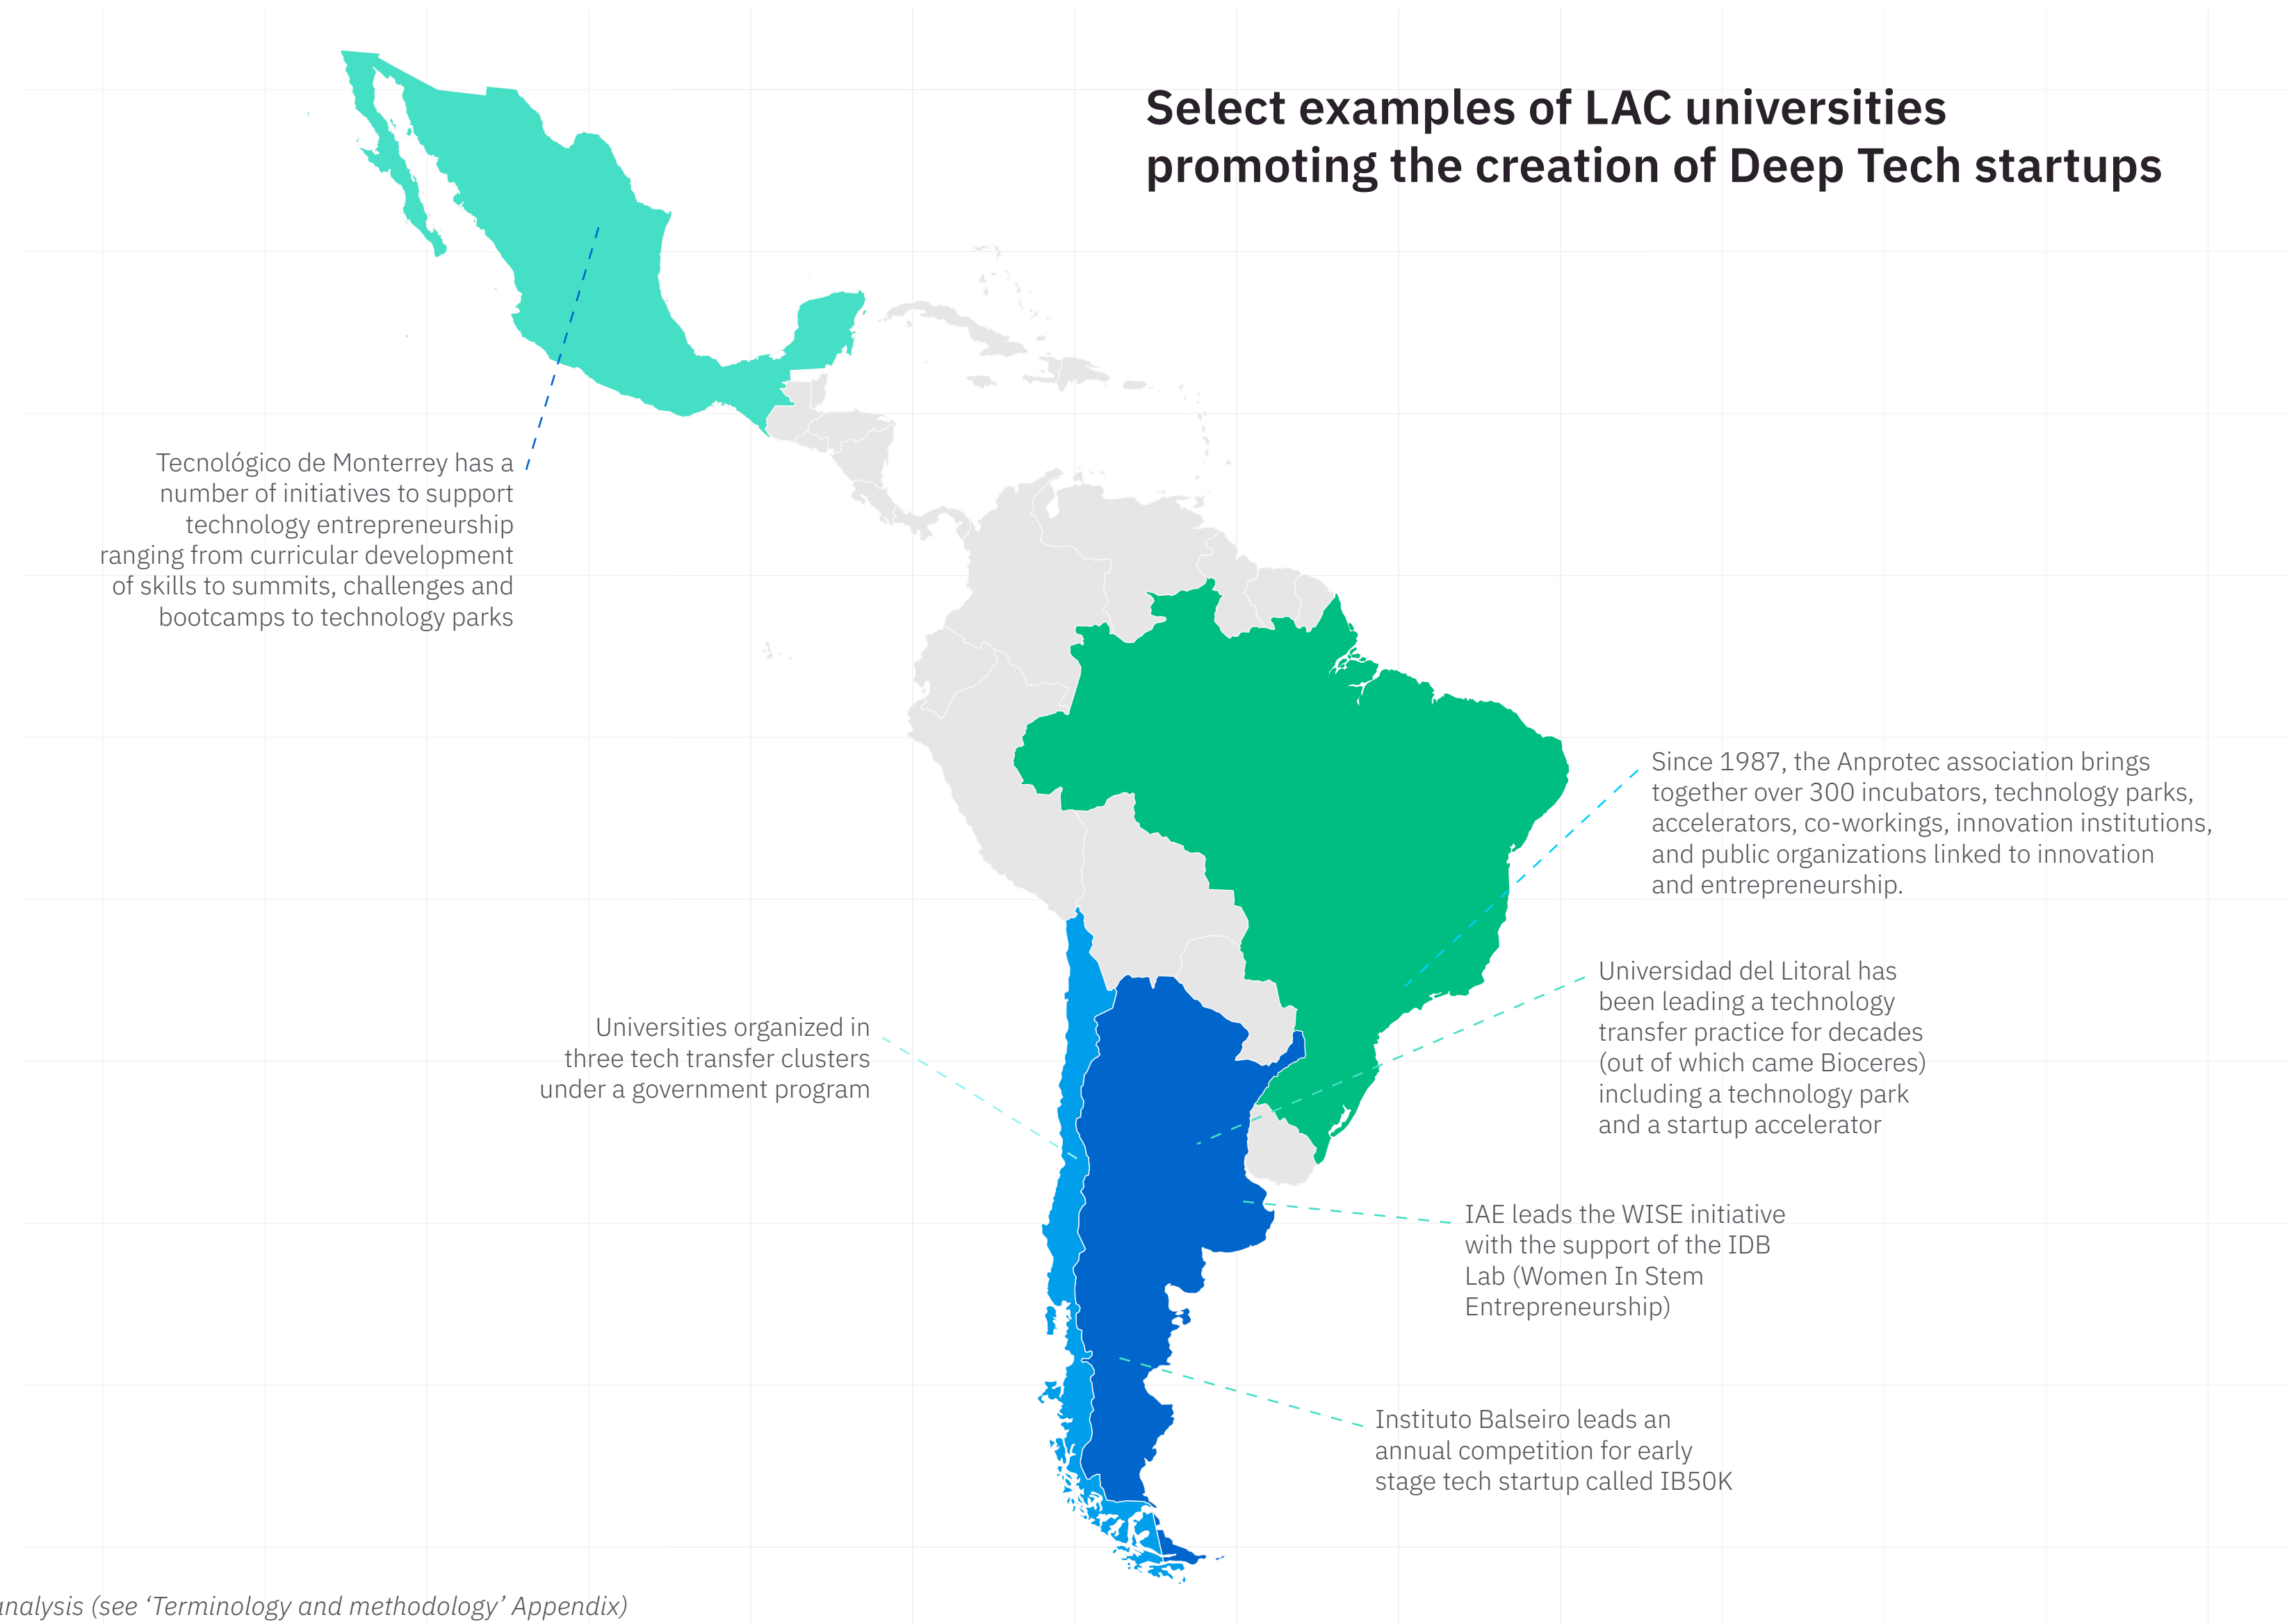 Select examples of LAC universities
promoting the creation of Deep Tech startups
Tecnológico de Monterrey has a
number of initiatives to support
technology entrepreneurship
ranging from curricular development
of skills to summits, challenges and
bootcamps to technology parks
Since 1987, the Anprotec association brings
together over 300 incubators, technology parks,
accelerators, co-workings, innovation institutions,
and public organizations linked to innovation
and entrepreneurship.
Universidad del Litoral has
been leading a technology
transfer practice for decades
(out of which came Bioceres)
including a technology park
and a startup accelerator
Universities organized in
three tech transfer clusters
under a government program
IAE leads the WISE initiative
with the support of the IDB
Lab (Women In Stem
Entrepreneurship)
Instituto Balseiro leads an
annual competition for early
stage tech startup called IB50K
(see ‘Terminology and methodology’ Appendix)